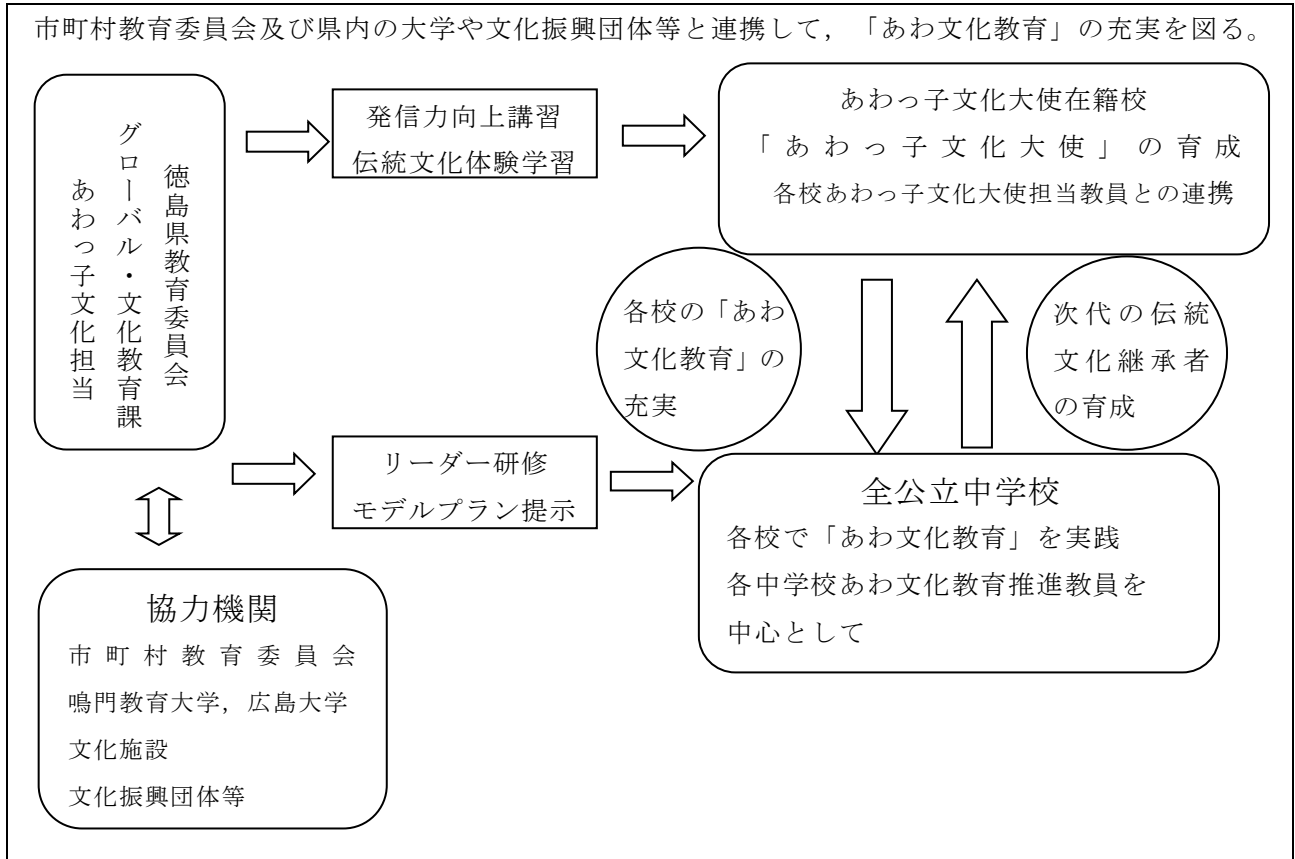 市町村教育委員会及び県内の大学や文化振興団体等と連携して，「あわ文化教育」の充実を図る。
徳島県教育委員会
グローバル・文化教育課
あわっ子文化担当
発信力向上講習
伝統文化体験学習
あわっ子文化大使在籍校
「あわっ子文化大使」の育成
各校あわっ子文化大使担当教員との連携
各校の「あわ
文化教育」の
充実
次代の伝統
文化継承者
の育成
リーダー研修
モデルプラン提示
全公立中学校
各校で「あわ文化教育」を実践
各中学校あわ文化教育推進教員を
中心として
協力機関
市町村教育委員会
鳴門教育大学，広島大学
文化施設
文化振興団体等